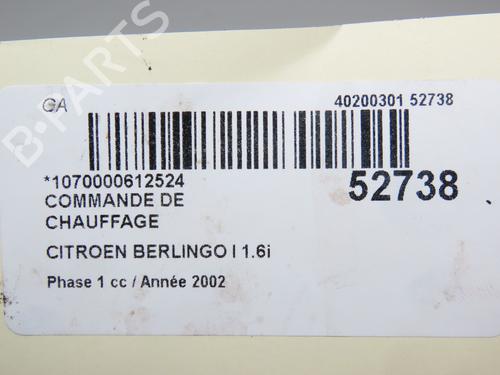 B-PARTS
GA
40200301 52738
*1070000612524
52738
COMMANDE DE
CHAUFFAGE
CITROEN BERLINGO I 1.6i
Phase 1 cc / Année 2002